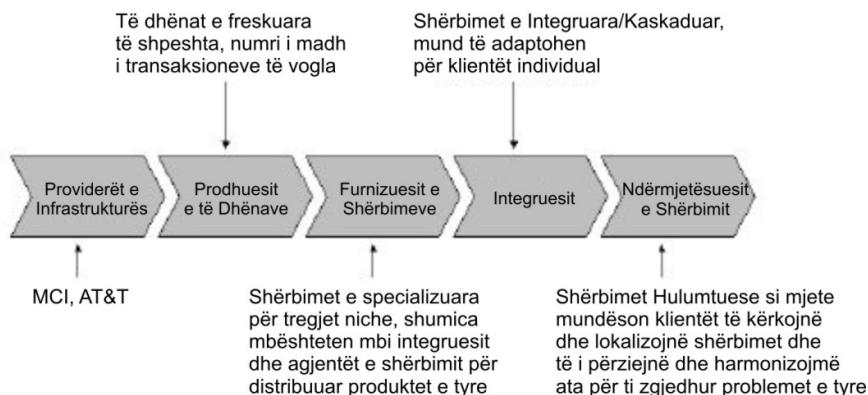 Të dhënat e freskuara
të shpeshta, numri i madh
i transaksioneve të vogla
Shërbimet e Integruara/Kaskaduar,
mund të adaptohen
për klientët individual
Providerët e
Infrastrukturës
Prodhuesit
e të Dhënave
Furnizuesit e
Shërbimeve
Integruesit
Ndërmjetësuesit
e Shërbimit
MCI, AT&T
Shërbimet e specializuara
për tregjet niche, shumica
mbështeten mbi integruesit
dhe agjentët e shërbimit për
distribuuar produktet e tyre
Shërbimet Hulumtuese si mjete
mundëson klientët të kërkojnë
dhe lokalizojnë shërbimet dhe
të i përziejnë dhe harmonizojmë
ata për ti zgjedhur problemet e tyre